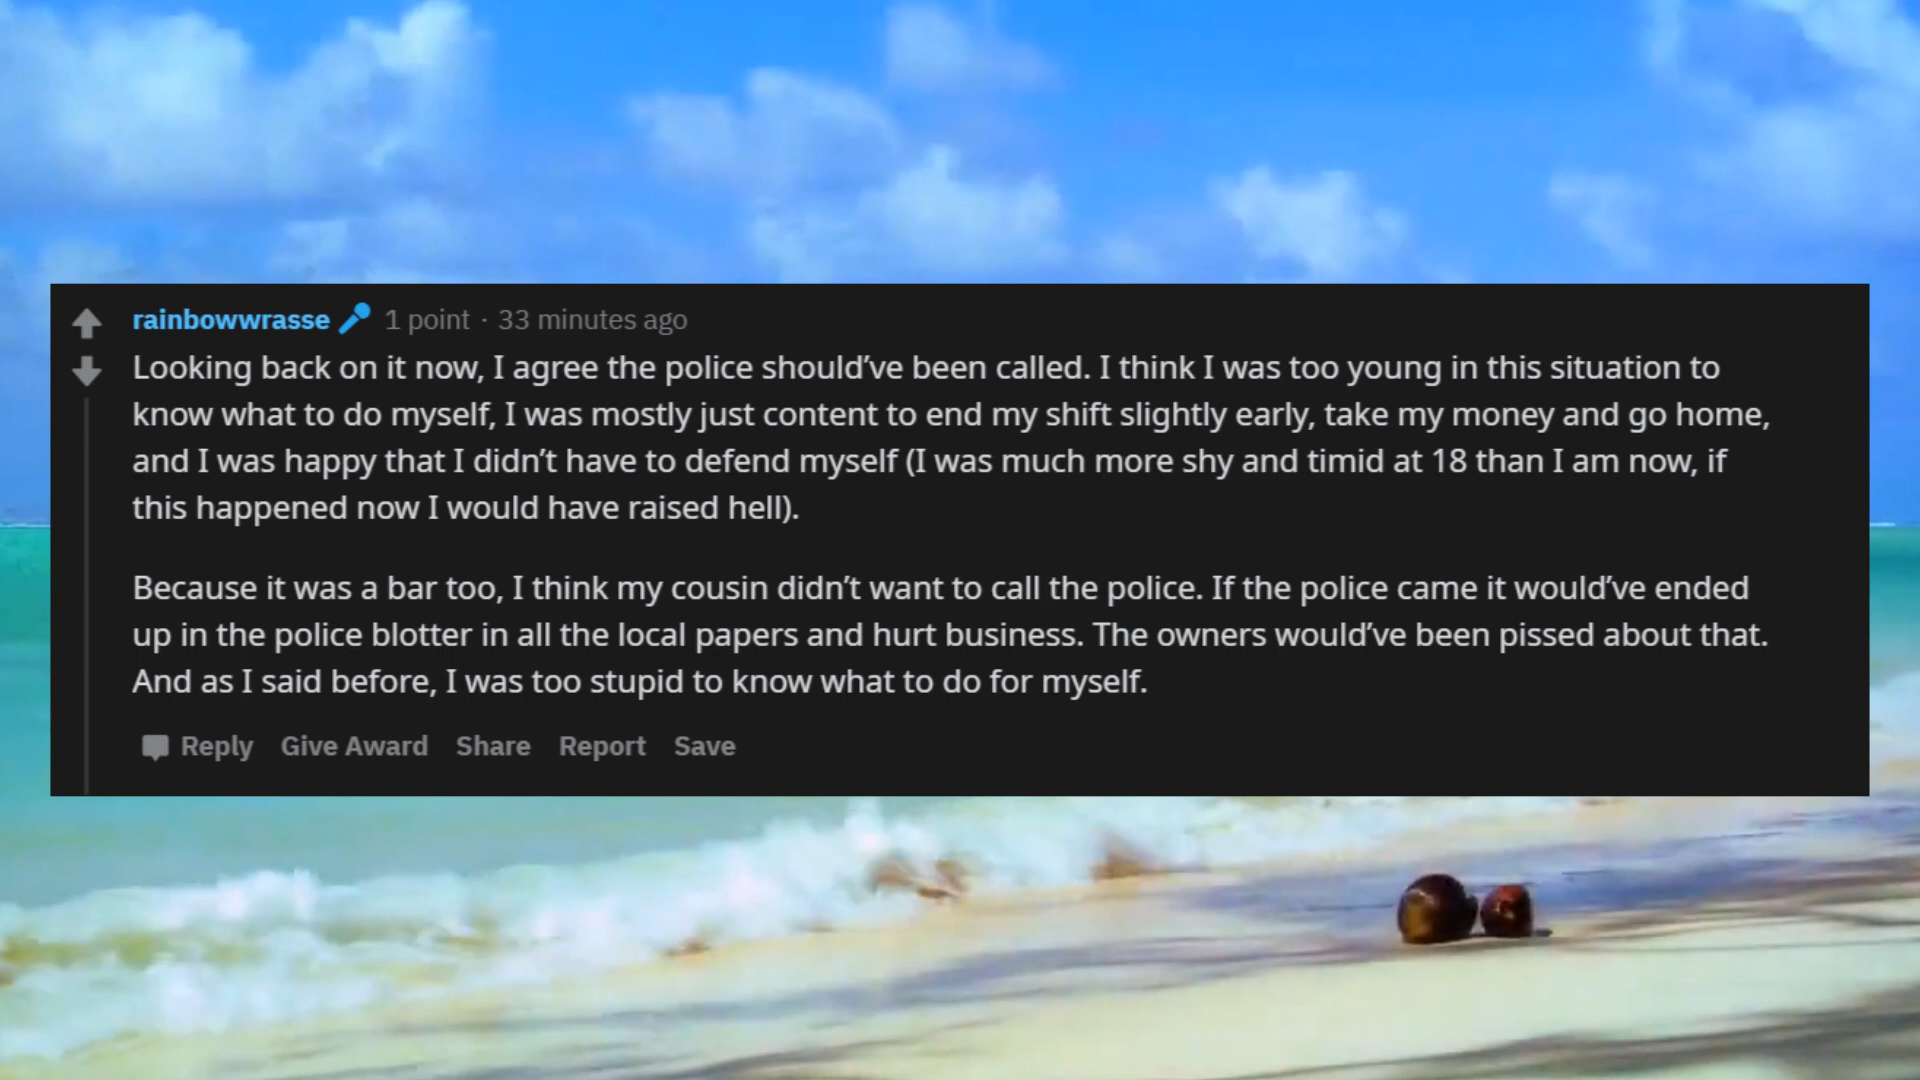 rainbowwrasse 1 point · 33 minutes ago
Looking back on it now, I agree the police should’ve been called. I think I was too young in this situation to
know what to do myself, I was mostly just content to end my shift slightly early, take my money and go home,
and I was happy that I didn’t have to defend myself (I was much more shy and timid at 18 than I am now, if
this happened now I would have raised hell).
Because it was a bar too, I think my cousin didn’t want to call the police. If the police came it would’ve ended
up in the police blotter in all the local papers and hurt business. The owners would’ve been pissed about that.
And as I said before, I was too stupid to know what to do for myself.
Reply Give Award Share Report Save